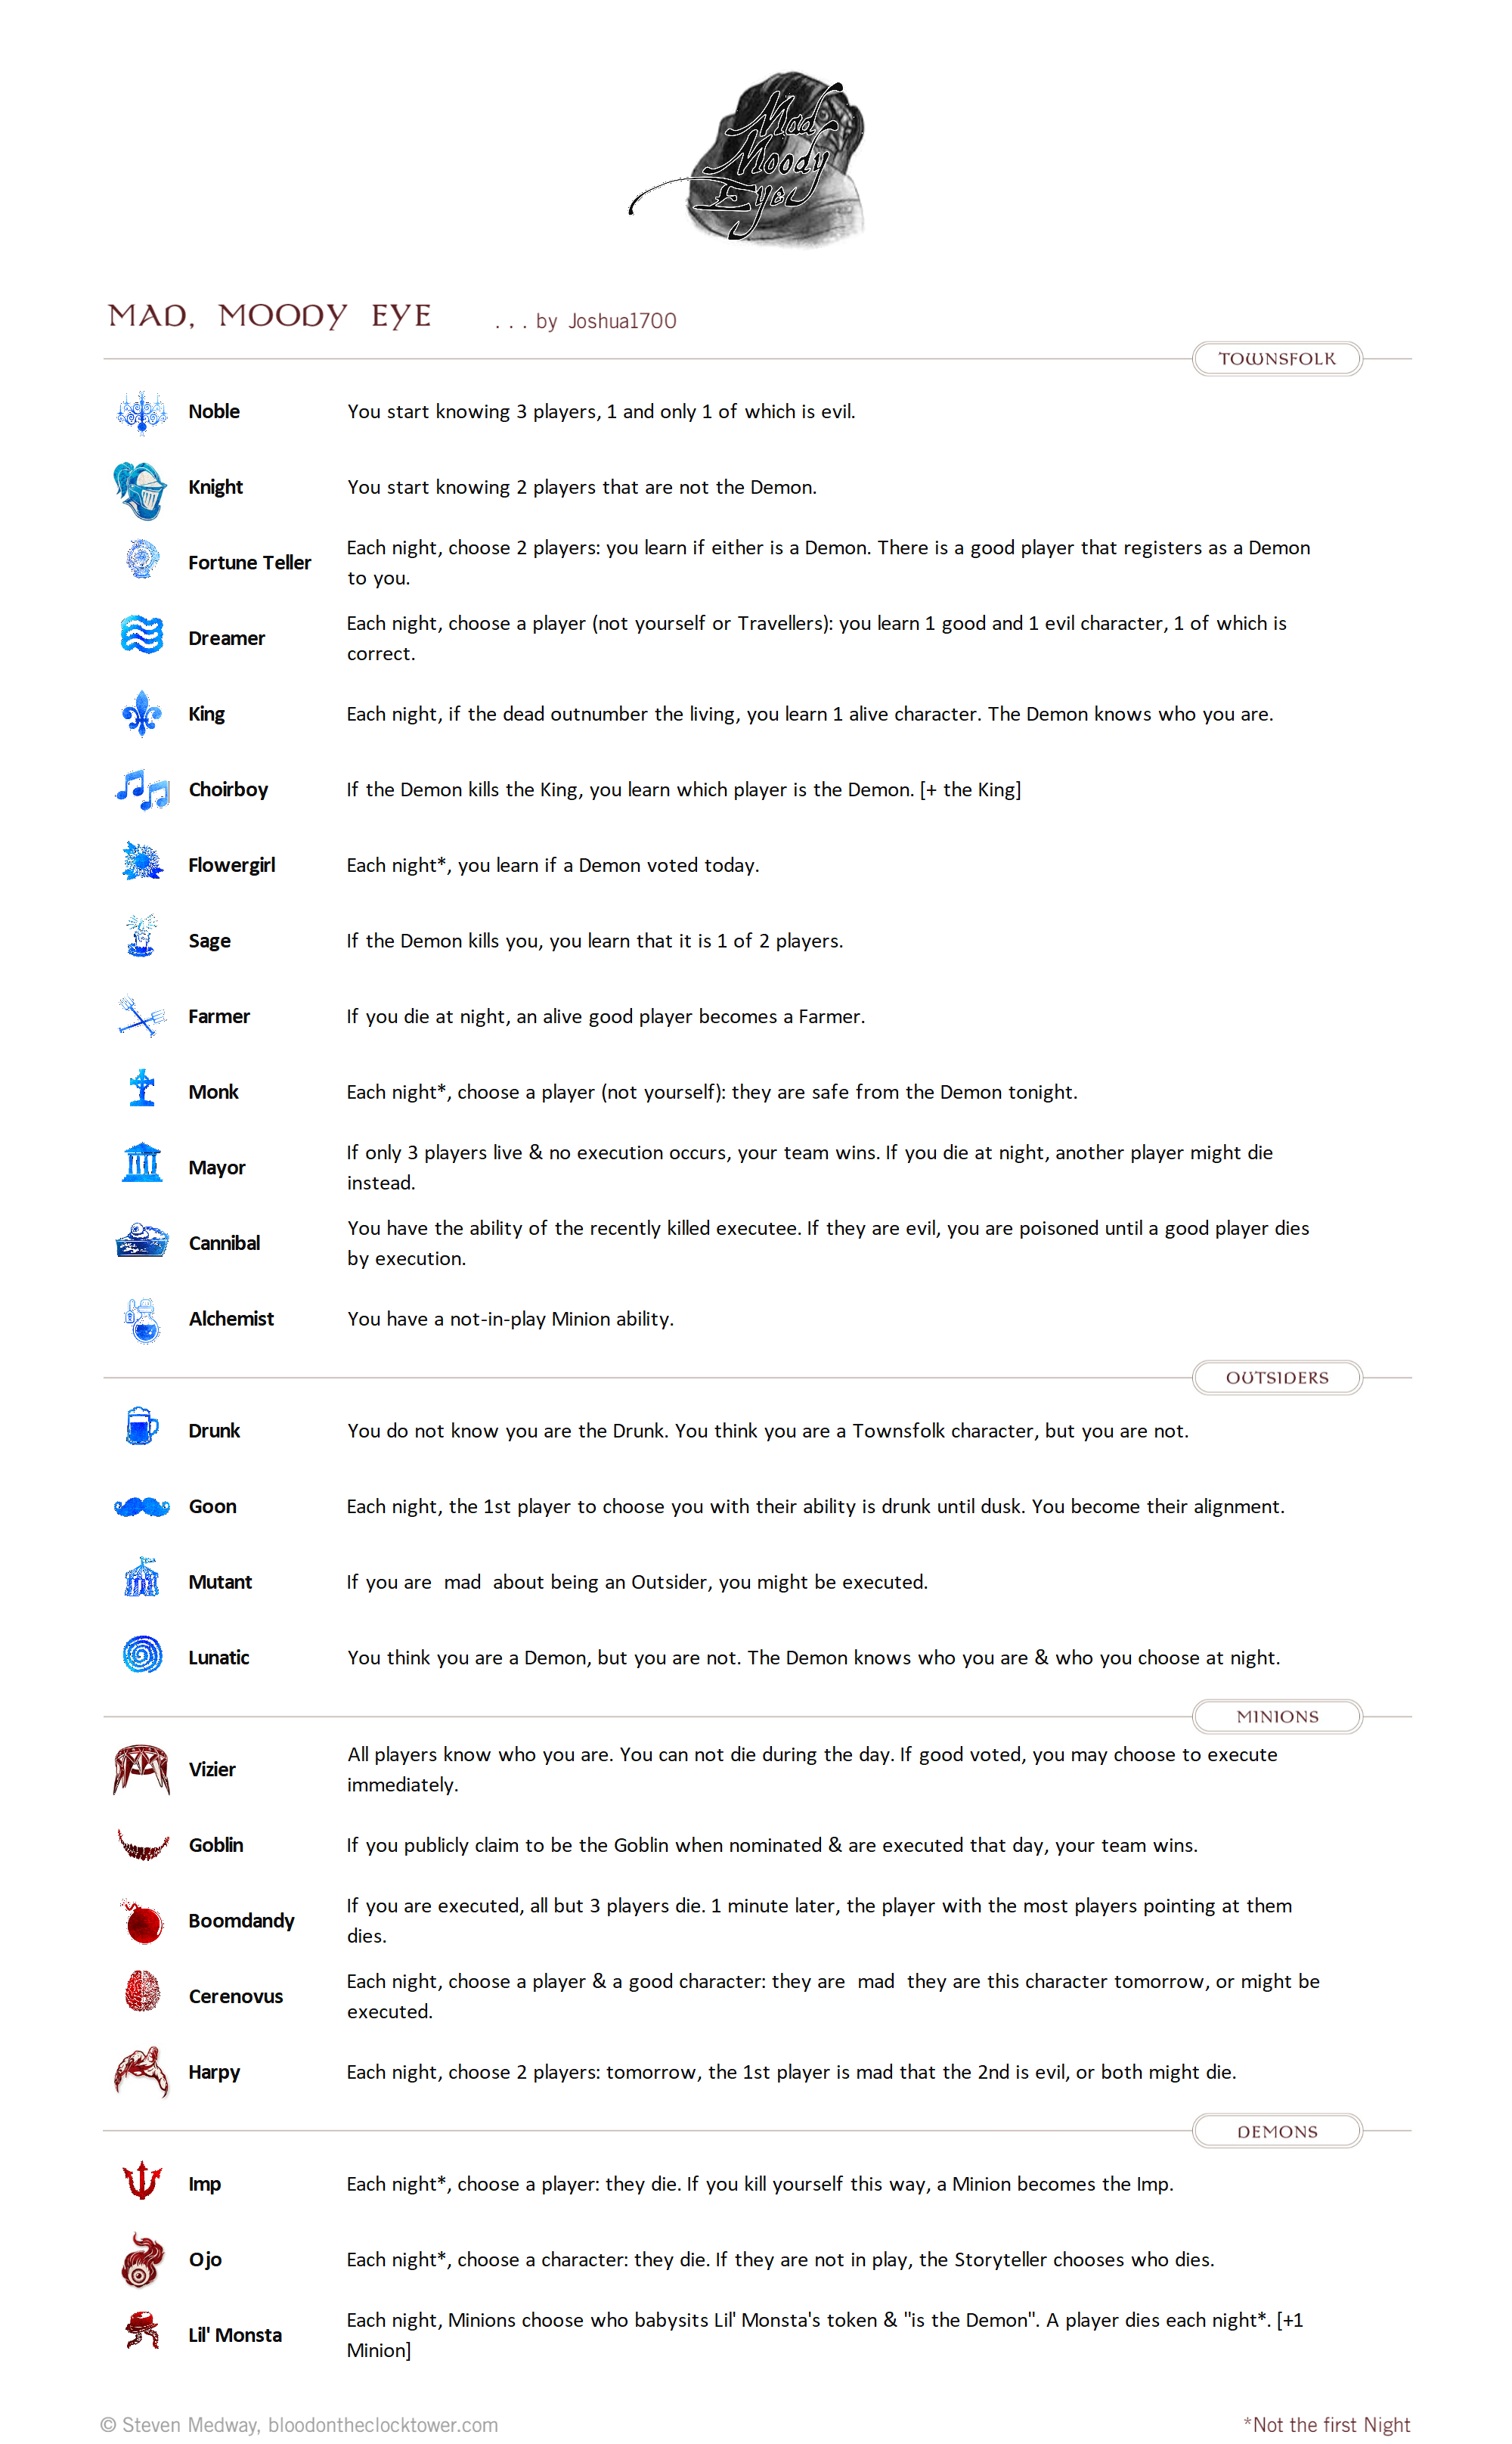 Mad
Moody
Eye
MAD, MOODY EYE . . . by Joshua1700
TOWNSFOLK
Noble You start knowing 3 players, 1 and only 1 of which is evil.
Knight You start knowing 2 players that are not the Demon.
Fortune Teller Each night, choose 2 players: you learn if either is a Demon. There is a good player that registers as a Demon
to you.
Dreamer Each night, choose a player (not yourself or Travellers): you learn 1 good and 1 evil character, 1 of which is
correct.
King Each night, if the dead outnumber the living, you learn 1 alive character. The Demon knows who you are.
Choirboy If the Demon kills the King, you learn which player is the Demon. [+ the King]
Flowergirl Each night*, you learn if a Demon voted today.
Sage If the Demon kills you, you learn that it is 1 of 2 players.
Farmer If you die at night, an alive good player becomes a Farmer.
Monk Each night*, choose a player (not yourself): they are safe from the Demon tonight.
Mayor If only 3 players live & no execution occurs, your team wins. If you die at night, another player might die
instead.
Cannibal You have the ability of the recently killed executee. If they are evil, you are poisoned until a good player dies
by execution.
Alchemist You have a not-in-play Minion ability.
OUTSIDERS
Drunk You do not know you are the Drunk. You think you are a Townsfolk character, but you are not.
Goon Each night, the 1st player to choose you with their ability is drunk until dusk. You become their alignment.
Mutant If you are mad about being an Outsider, you might be executed.
Lunatic You think you are a Demon, but you are not. The Demon knows who you are & who you choose at night.
MINIONS
Vizier All players know who you are. You can not die during the day. If good voted, you may choose to execute
immediately.
Goblin If you publicly claim to be the Goblin when nominated & are executed that day, your team wins.
Boomdandy If you are executed, all but 3 players die. 1 minute later, the player with the most players pointing at them
dies.
Cerenovus Each night, choose a player & a good character: they are mad they are this character tomorrow, or might be
executed.
Harpy Each night, choose 2 players: tomorrow, the 1st player is mad that the 2nd is evil, or both might die.
DEMONS
Imp Each night*, choose a player: they die. If you kill yourself this way, a Minion becomes the Imp.
Ojo Each night*, choose a character: they die. If they are not in play, the Storyteller chooses who dies.
Lil' Monsta Each night, Minions choose who babysits Lil' Monsta's token & "is the Demon". A player dies each night*. [+1
Minion]
© Steven Medway, bloodontheclocktower.com *Not the first Night